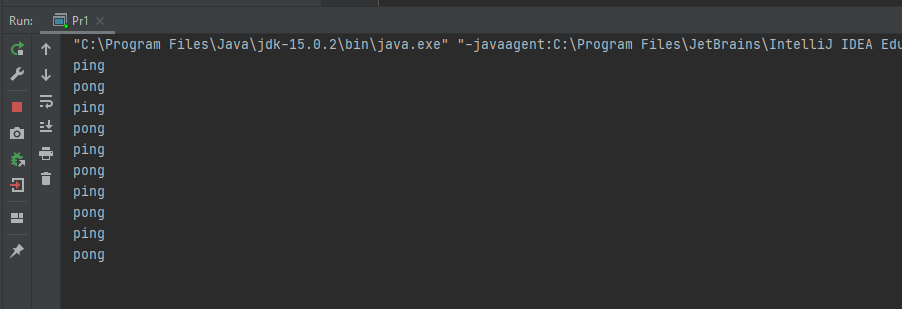 Run: Pr1
"C:\Program Files\Java\jdk-15.0.2\bin\java.exe" "-javaagent:C:\Program Files\JetBrains\IntelliJ IDEA Edu
ping
pong
ping
pong
ping
pong
ping
pong
ping
pong